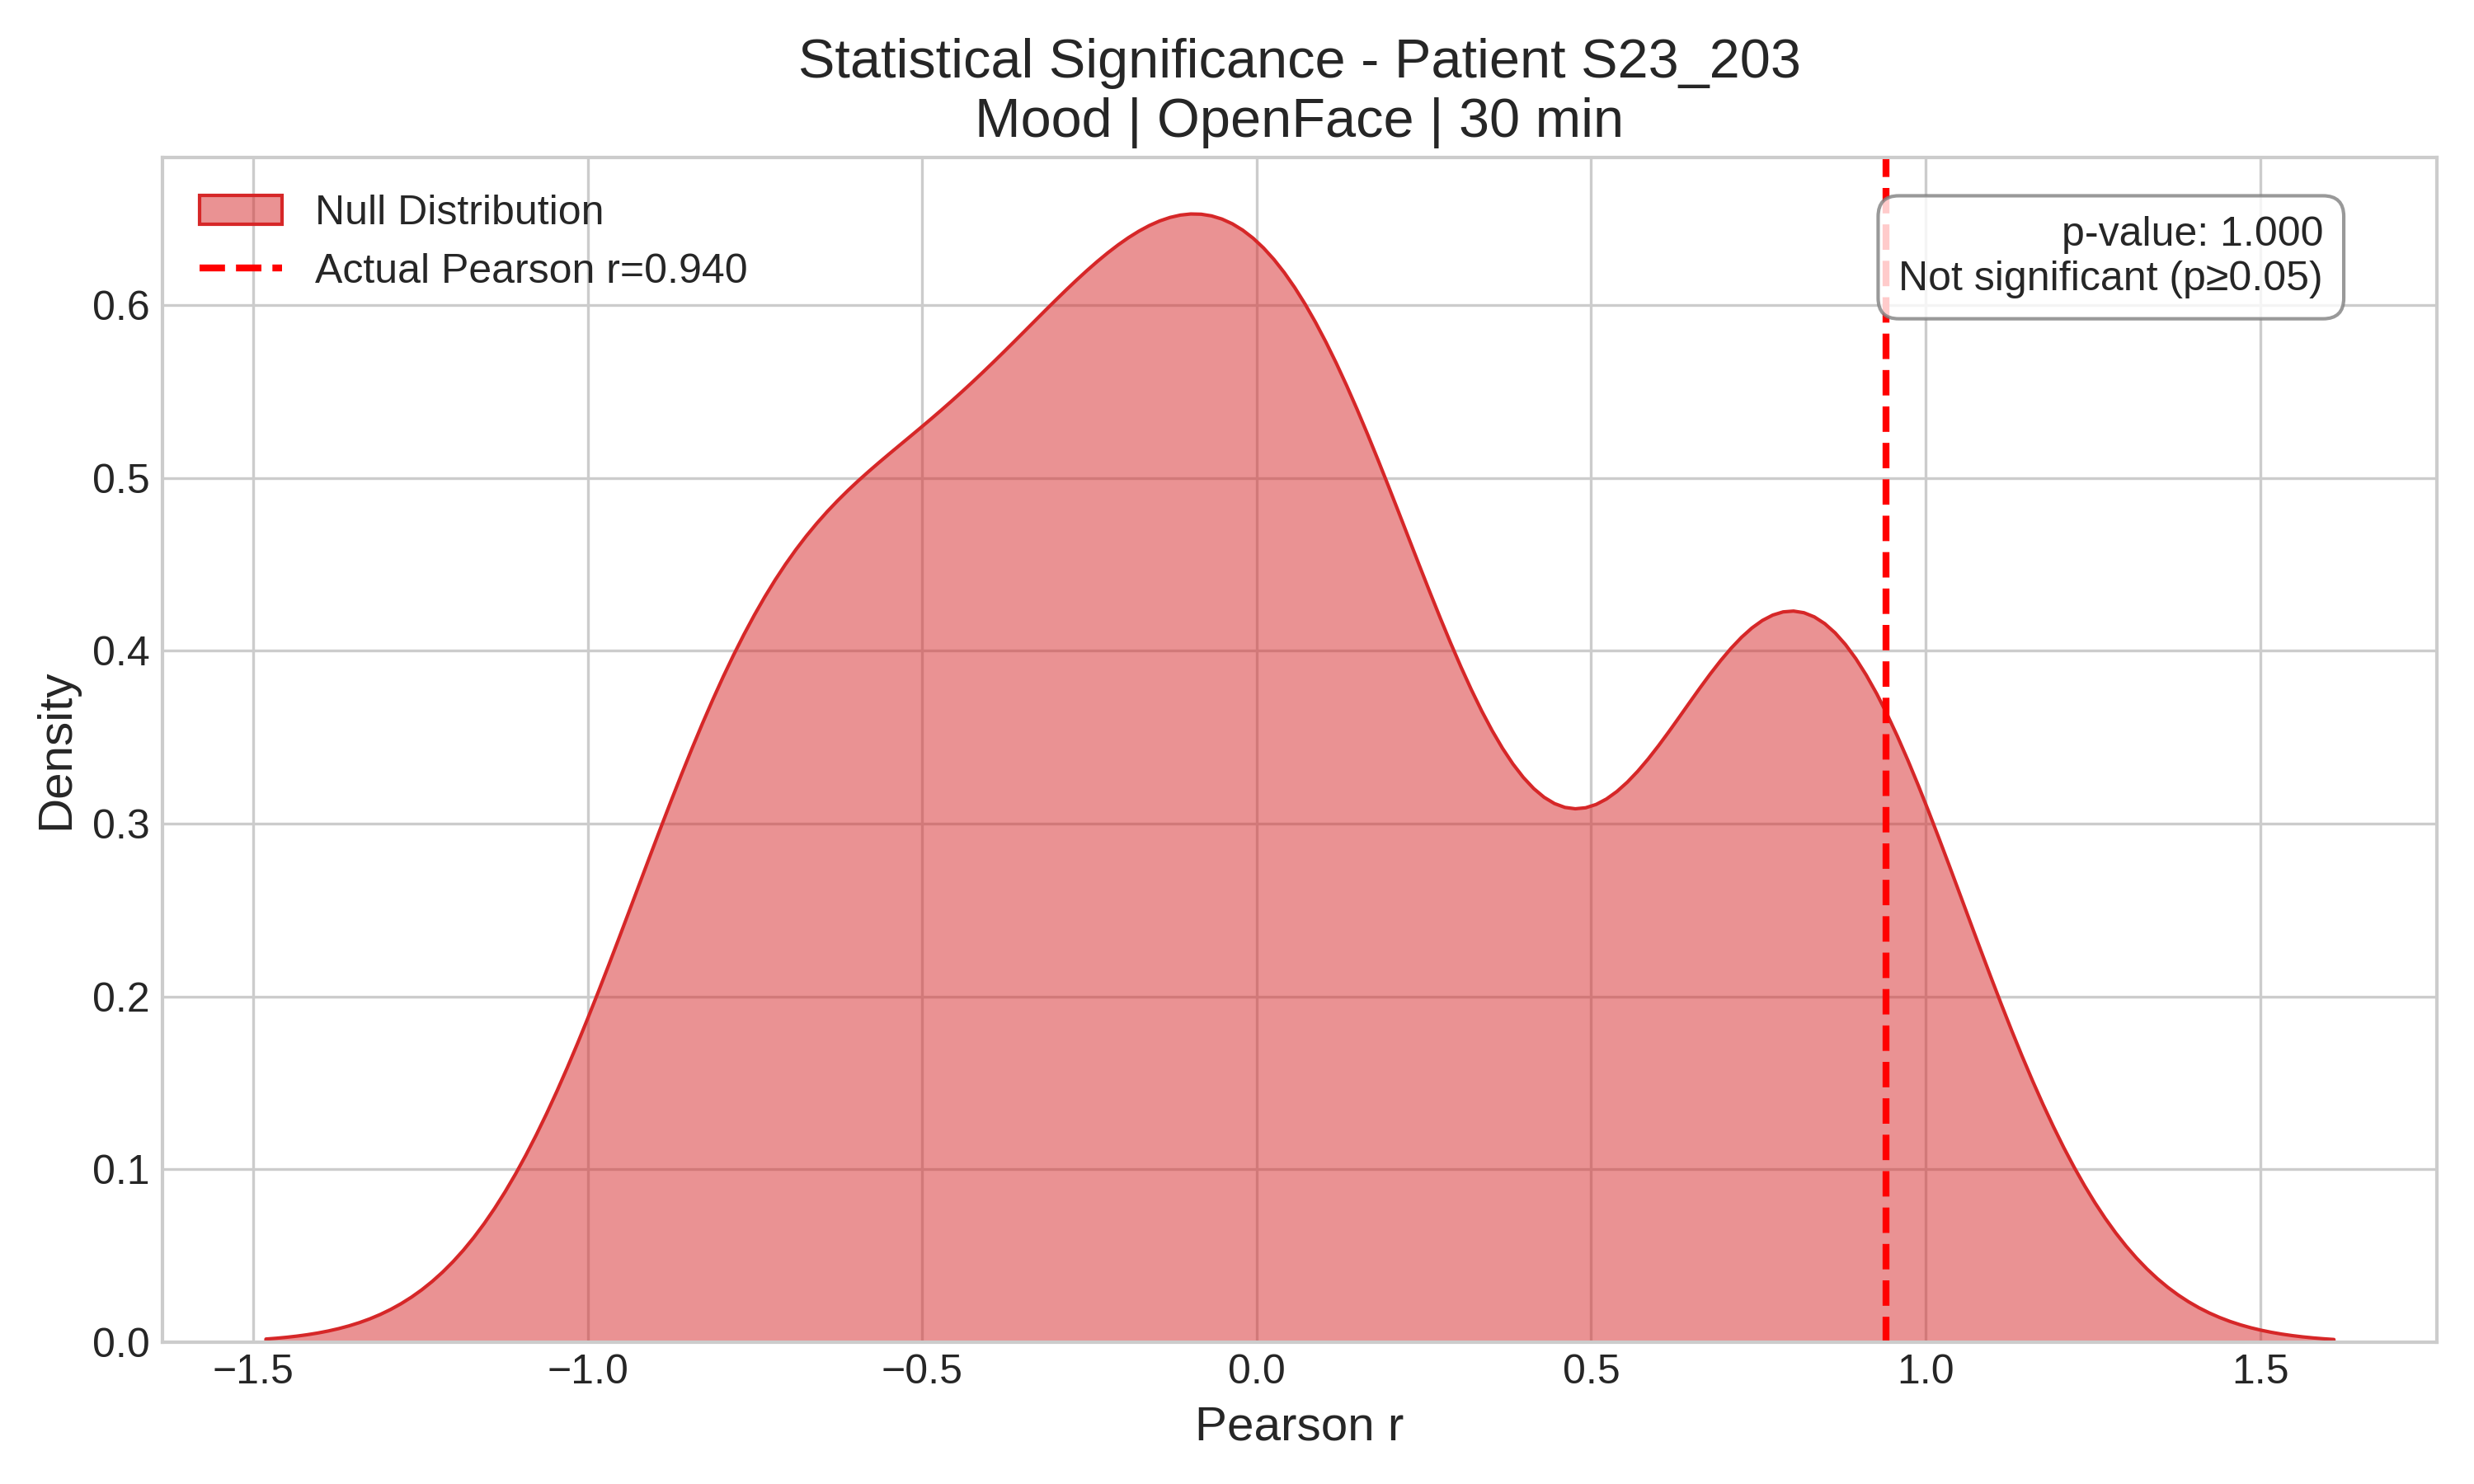 Statistical Significance - Patient S23_203
Mood | OpenFace | 30 min
Null Distribution
Actual Pearson r=0.940
p-value: 1.000
Not significant (p≥0.05)
Density
0.6
0.5
0.4
0.3
0.2
0.1
0.0
−1.5 −1.0 −0.5 0.0 0.5 1.0 1.5
Pearson r